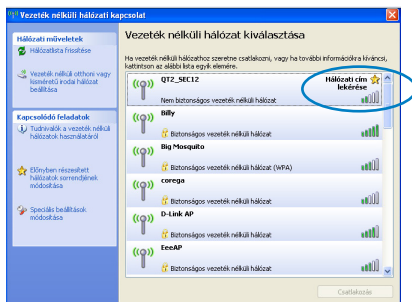 Vezeték nélküli hálózati kapcsolat
Hálózati műveletek
Hálózatlista frissítése
Vezeték nélküli otthoni vagy
kisméretű irodai hálózat
beállítása
Kapcsolódó feladatok
Tudnivalók a vezeték nélküli
hálózatok használatáról
Előnyben részesített
hálózatok sorrendjének
módosítása
Speciális beállítások
módosítása
Vezeték nélküli hálózat kiválasztása
Ha vezeték nélküli hálózathoz szeretne csatlakozni, vagy ha további információkra kíváncsi,
kattintson az alábbi lista egyik elemére.
QT2_SEC12
Hálózati cím
lekérése
Nem biztonságos vezeték nélküli hálózat
Billy
Biztonságos vezeték nélküli hálózat
Big Mosquito
Biztonságos vezeték nélküli hálózat (WPA)
corega
Biztonságos vezeték nélküli hálózat
D-Link AP
Biztonságos vezeték nélküli hálózat
EeeAP
Biztonságos vezeték nélküli hálózat
Csatlakozás